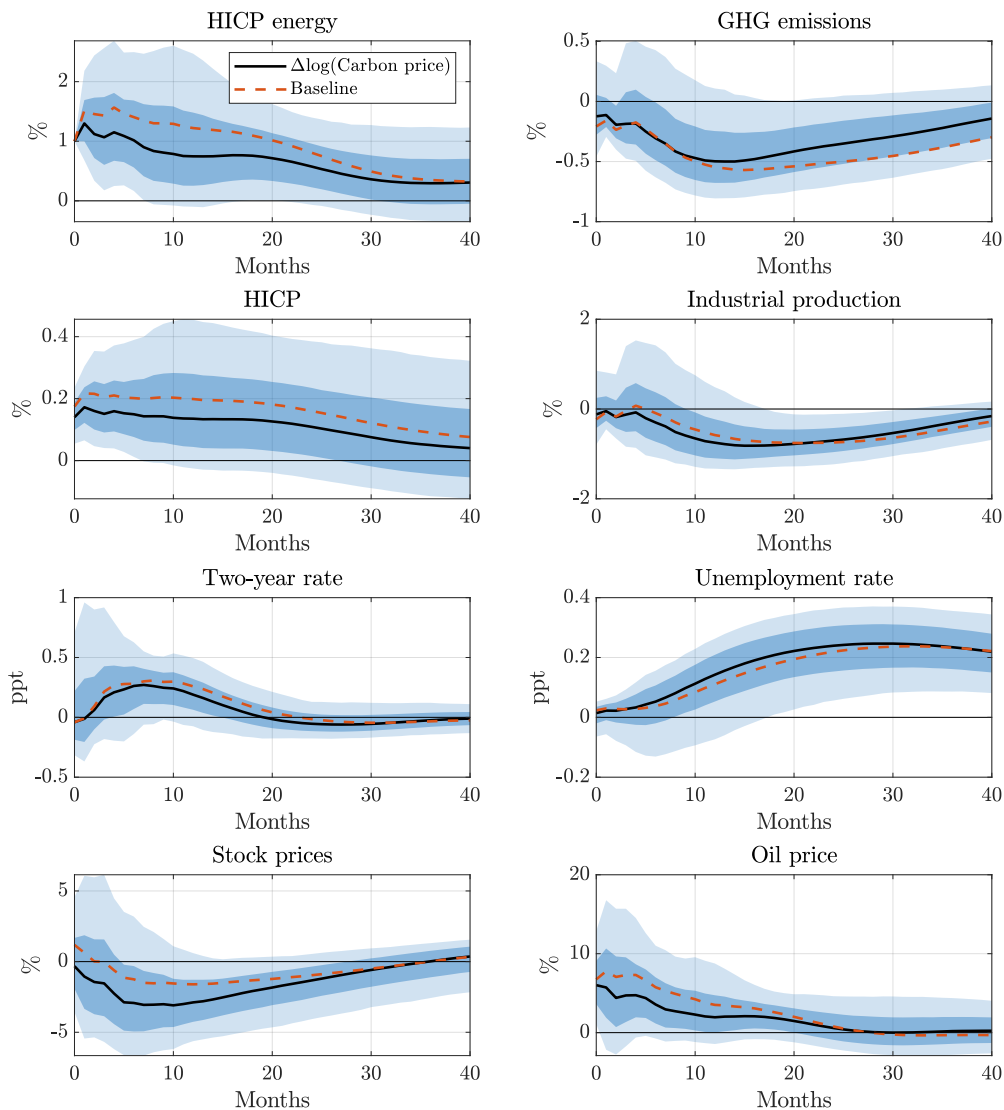 HICP energy
2
1
0
%
Δlog(Carbon price)
Baseline
0 10 20 30 40
Months
GHG emissions
0.5
0
-0.5
-1
%
0 10 20 30 40
Months
HICP
0.4
0.2
0
%
0 10 20 30 40
Months
Industrial production
2
0
-2
%
0 10 20 30 40
Months
Two-year rate
1
0
-0.5
ppt
0 10 20 30 40
Months
Unemployment rate
0.4
0.2
0
-0.2
ppt
0 10 20 30 40
Months
Stock prices
5
0
-5
%
0 10 20 30 40
Months
Oil price
20
10
0
%
0 10 20 30 40
Months